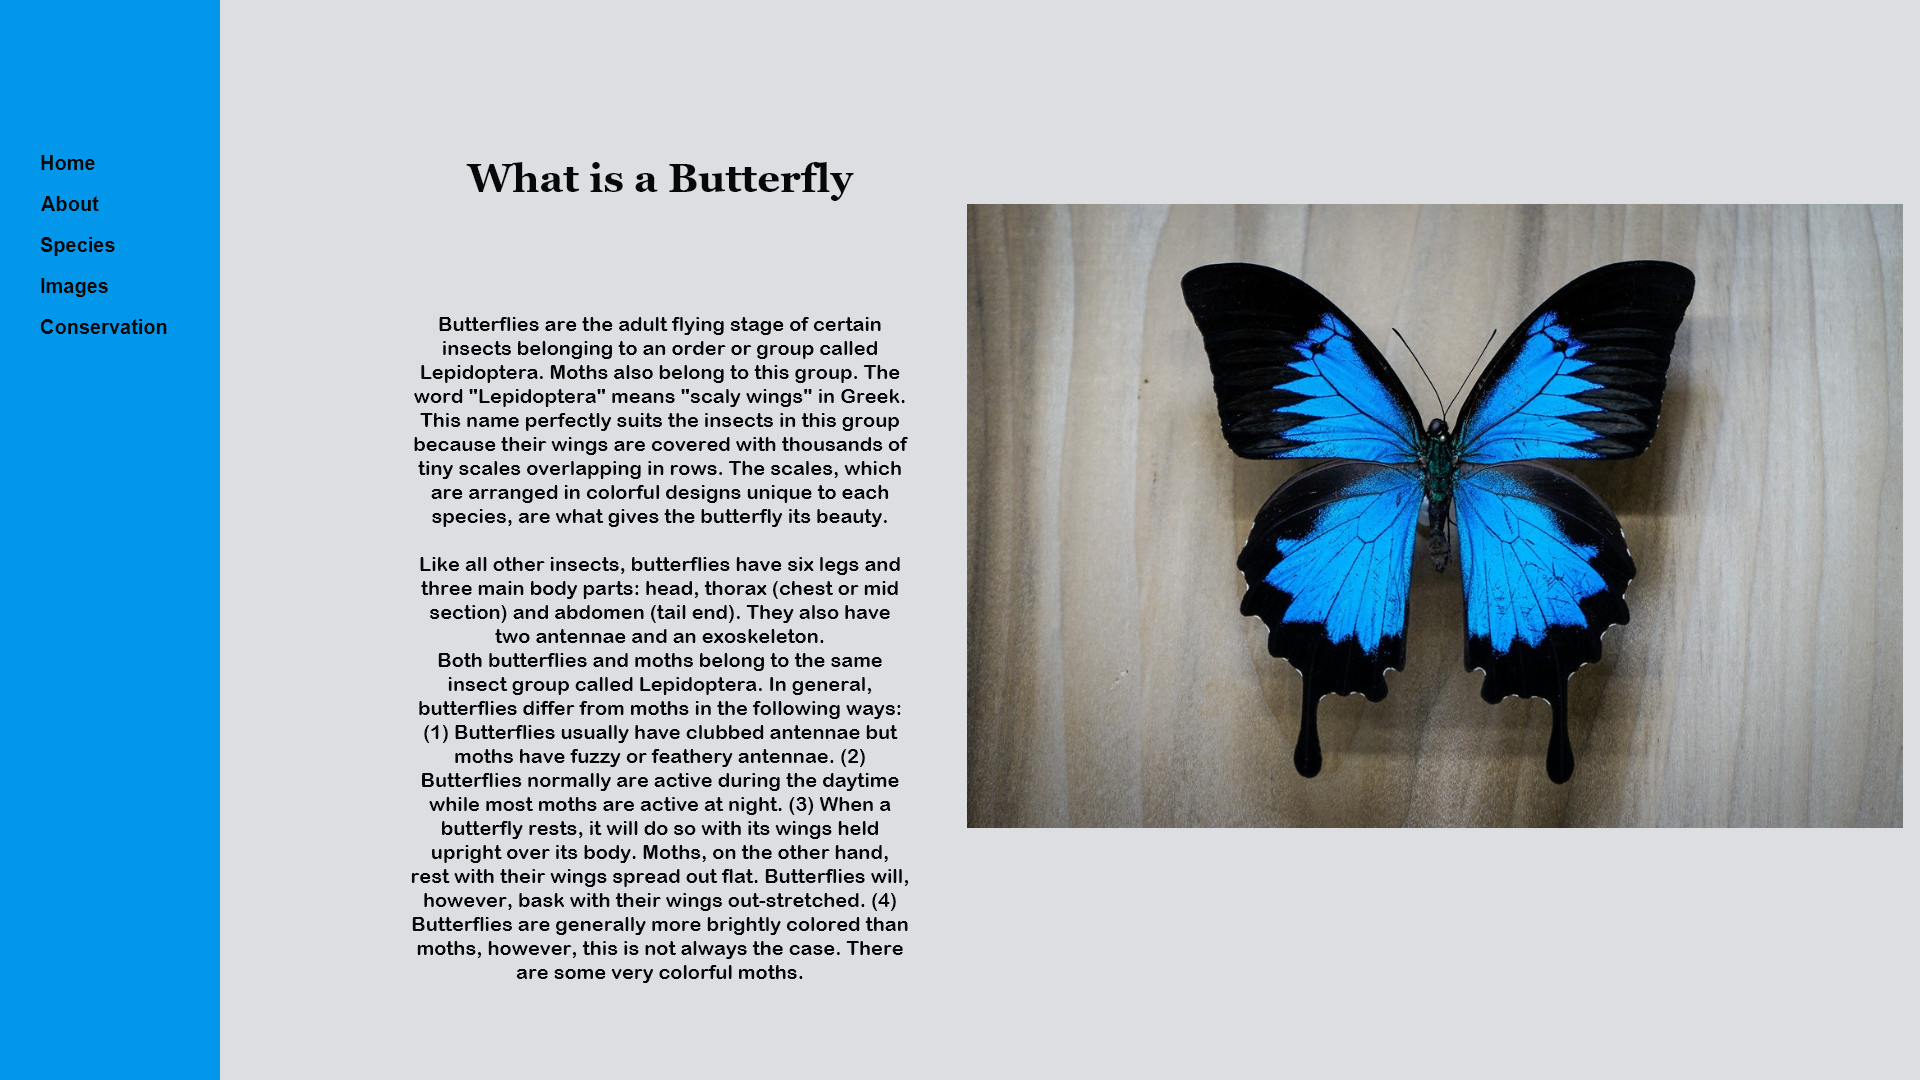 Home
About
Species
Images
Conservation
What is a Butterfly
Butterflies are the adult flying stage of certain
insects belonging to an order or group called
Lepidoptera. Moths also belong to this group. The
word "Lepidoptera" means "scaly wings" in Greek.
This name perfectly suits the insects in this group
because their wings are covered with thousands of
tiny scales overlapping in rows. The scales, which
are arranged in colorful designs unique to each
species, are what gives the butterfly its beauty.
Like all other insects, butterflies have six legs and
three main body parts: head, thorax (chest or mid
section) and abdomen (tail end). They also have
two antennae and an exoskeleton.
Both butterflies and moths belong to the same
insect group called Lepidoptera. In general,
butterflies differ from moths in the following ways:
(1) Butterflies usually have clubbed antennae but
moths have fuzzy or feathery antennae. (2)
Butterflies normally are active during the daytime
while most moths are active at night. (3) When a
butterfly rests, it will do so with its wings held
upright over its body. Moths, on the other hand,
rest with their wings spread out flat. Butterflies will,
however, bask with their wings out-stretched. (4)
Butterflies are generally more brightly colored than
moths, however, this is not always the case. There
are some very colorful moths.